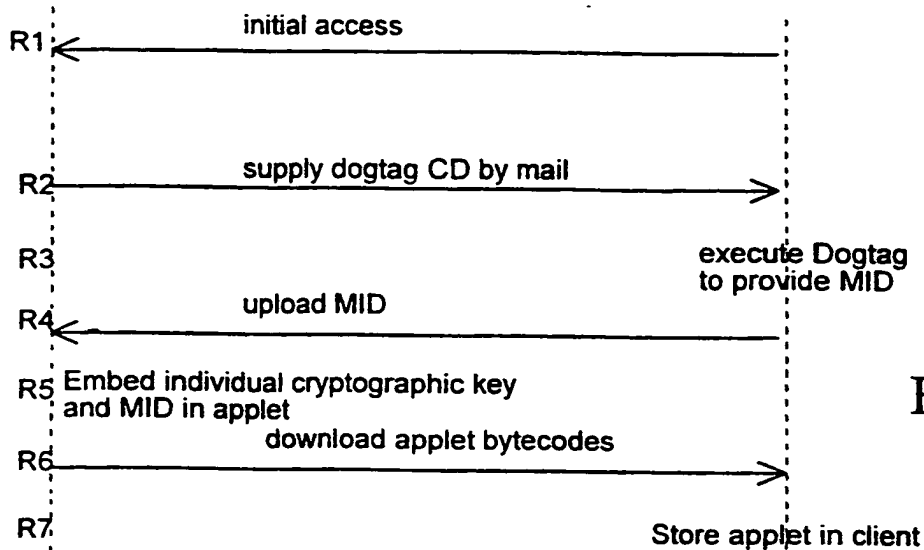 R1 initial access
R2 supply dogtag CD by mail
R3 execute Dogtag
to provide MID
R4 upload MID
R5 Embed individual cryptographic key
and MID in applet
R6 download applet bytecodes
R7 Store applet in client